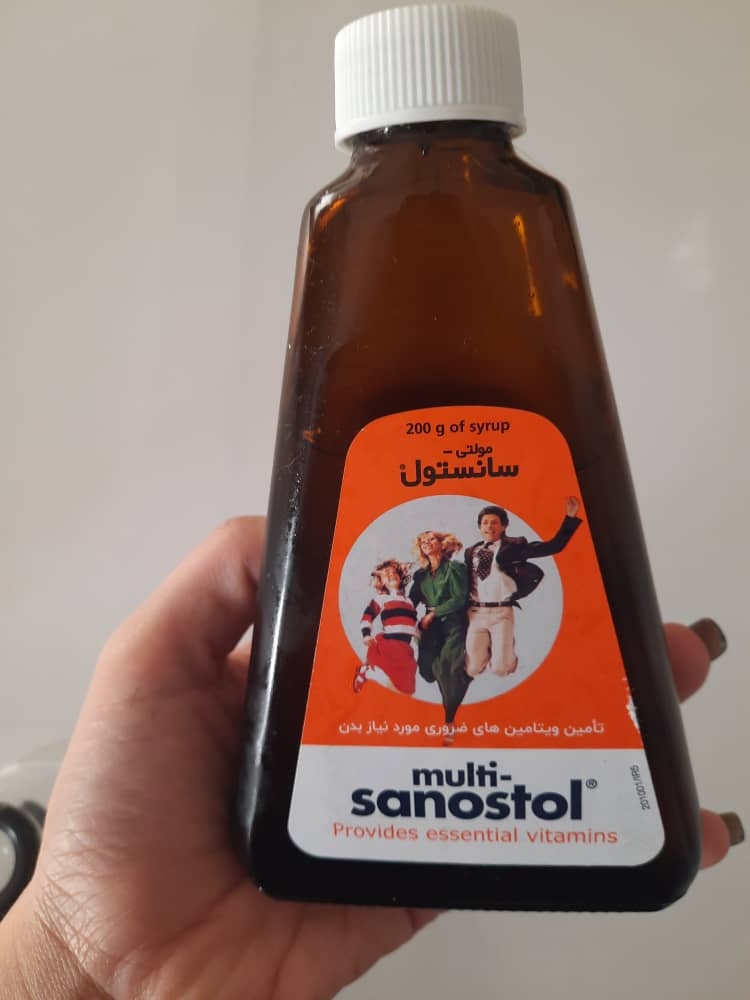 200 g of syrup
مولتی –
سانستول®
تأمین ویتامین های ضروری مورد نیاز بدن
multi-
sanostol®
Provides essential vitamins